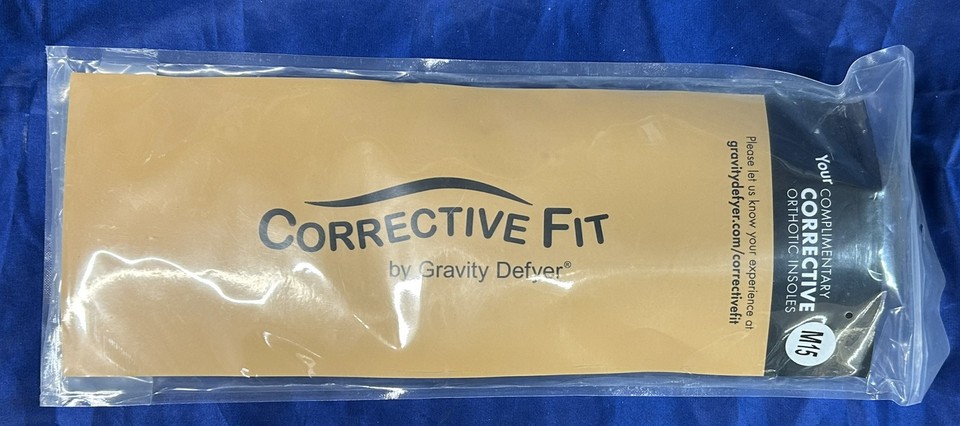 CORRECTIVE FIT
by Gravity Defyer®
Please let us know your experience at
gravitydefyer.com/correctivefit
Your COMPLIMENTARY
CORRECTIVE
ORTHOTIC INSOLES
M15